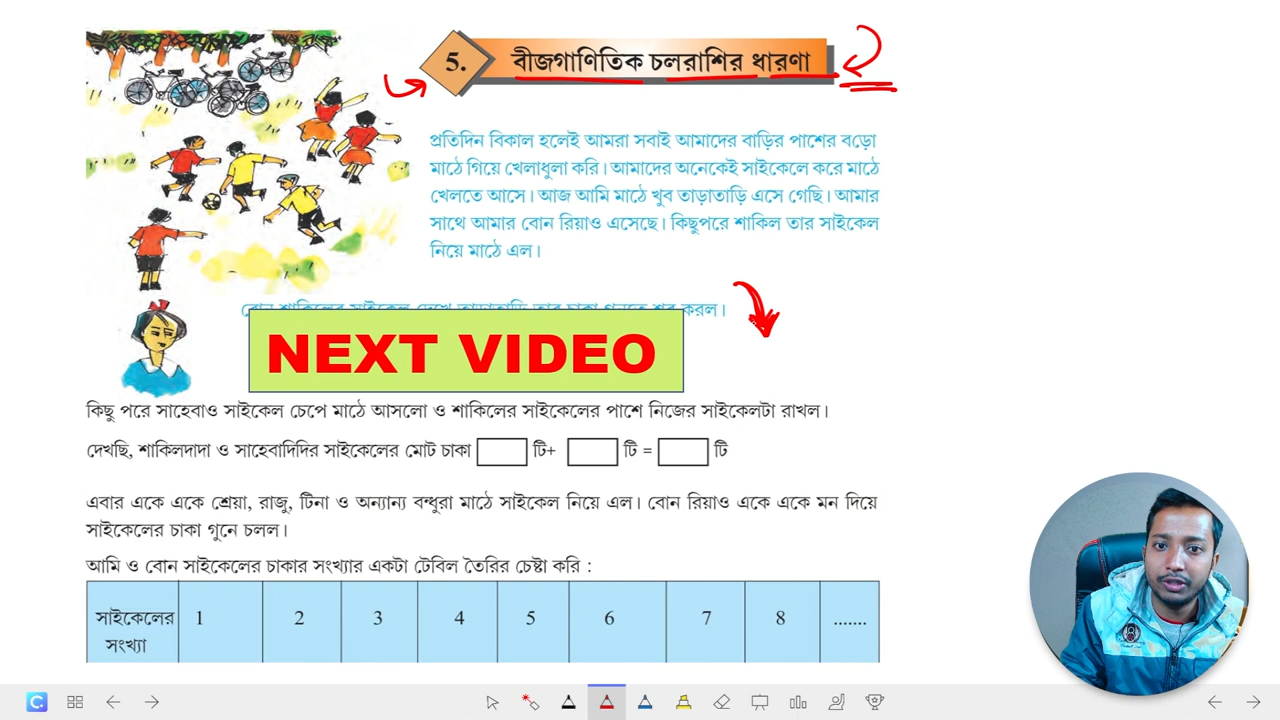 5. বীজগাণিতিক চলরাশির ধারণা
প্রতিদিন বিকাল হলেই আমরা সবাই আমাদের বাড়ির পাশের বড়ো
মাঠে গিয়ে খেলাধুলা করি। আমাদের অনেকেই সাইকেলে করে মাঠে
খেলতে আসে। আজ আমি মাঠে খুব তাড়াতাড়ি এসে গেছি। আমার
সাথে আমার বোন রিয়াও এসেছে। কিছুপরে শাকিল তার সাইকেল
নিয়ে মাঠে এল।
করল।
NEXT VIDEO
কিছু পরে সাহেবাও সাইকেল চেপে মাঠে আসলো ও শাকিলের সাইকেলের পাশে নিজের সাইকেলটা রাখল।
দেখছি, শাকিলদাদা ও সাহেবাদিদির সাইকেলের মোট চাকা টি+ টি = টি
এবার একে একে শ্রেয়া, রাজু, টিনা ও অন্যান্য বন্ধুরা মাঠে সাইকেল নিয়ে এল। বোন রিয়াও একে একে মন দিয়ে
সাইকেলের চাকা গুনে চলল।
আমি ও বোন সাইকেলের চাকার সংখ্যার একটা টেবিল তৈরির চেষ্টা করি :
সাইকেলের সংখ্যা 1 2 3 4 5 6 7 8 .......